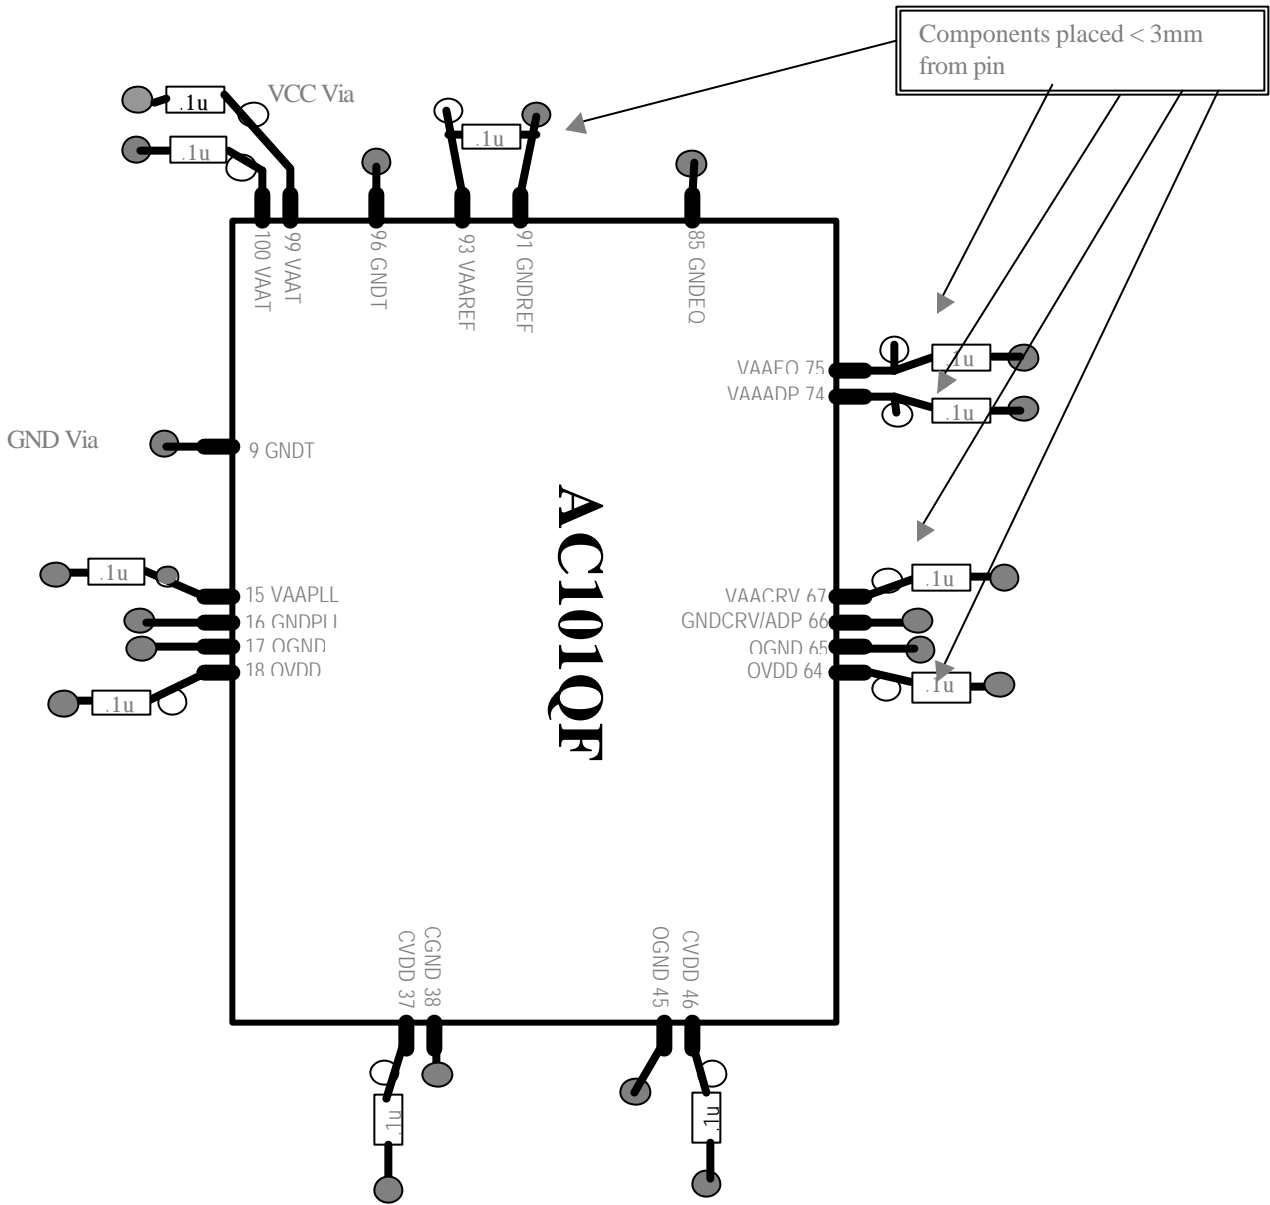 Components placed < 3mm
from pin
VCC Via
.1u
.1u
.1u
100 VAAT
99 VAAT
96 GNDT
93 VAAREF
91 GNDREF
85 GNDEQ
VAAEQ 75
.1u
VAAADP 74
.1u
GND Via
9 GNDT
AC101QF
.1u
15 VAAPLL
16 GNDPLL
17 OGND
18 OVDD
.1u
.1u
VAACRV 67
GNDCRV/ADP 66
OGND 65
OVDD 64
.1u
CVDD 37
CGND 38
OGND 45
CVDD 46
.1u
.1u